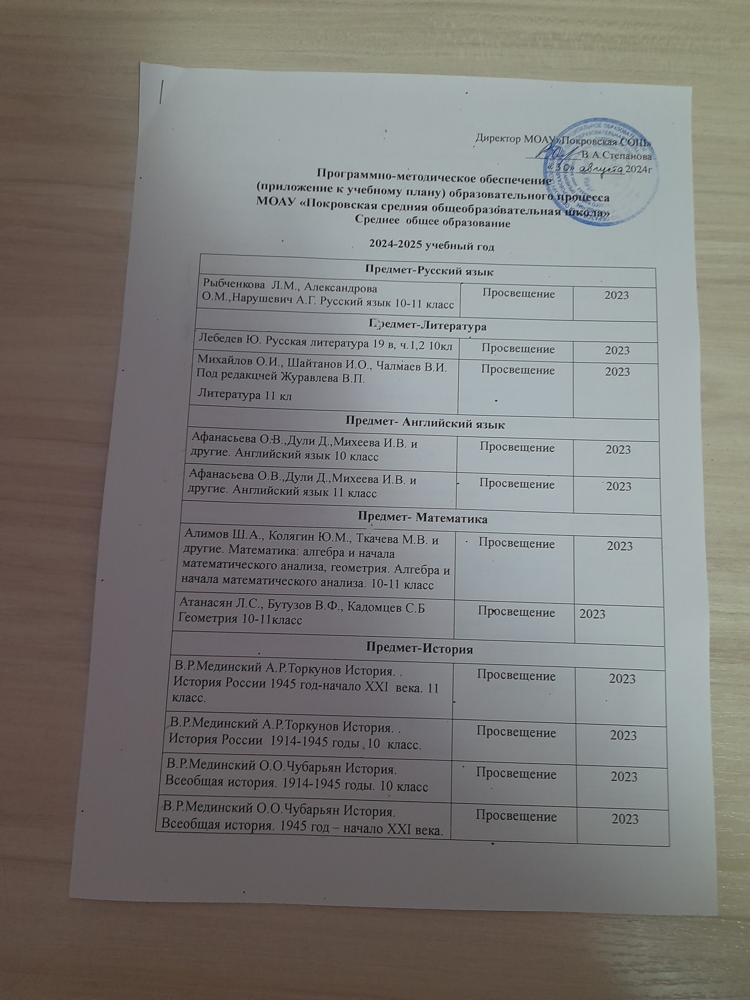 Директор МОАУ»Покровская СОШ»
В.А.Степанова
«30» августа 2024г
Программно-методическое обеспечение
(приложение к учебному плану) образовательного процесса
МОАУ «Покровская средняя общеобразовательная школа»
Среднее общее образование
2024-2025 учебный год
Предмет-Русский язык
Рыбченкова Л.М., Александрова
О.М.,Нарушевич А.Г. Русский язык 10-11 класс
Просвещение
2023
Предмет-Литература
Лебедев Ю. Русская литература 19 в, ч.1,2 10кл
Просвещение
2023
Михайлов О.И., Шайтанов И.О., Чалмаев В.И.
Под редакцией Журавлева В.П.
Литература 11 кл
Просвещение
2023
Предмет- Английский язык
Афанасьева О.В.,Дули Д.,Михеева И.В. и
другие. Английский язык 10 класс
Просвещение
2023
Афанасьева О.В.,Дули Д.,Михеева И.В. и
другие. Английский язык 11 класс
Просвещение
2023
Предмет- Математика
Алимов Ш.А., Колягин Ю.М., Ткачева М.В. и
другие. Математика: алгебра и начала
математического анализа, геометрия. Алгебра и
начала математического анализа. 10-11 класс
Просвещение
2023
Атанасян Л.С., Бутузов В.Ф., Кадомцев С.Б
Геометрия 10-11класс
Просвещение
2023
Предмет-История
В.Р.Мединский А.Р.Торкунов История. .
История России 1945 год-начало XXI века. 11
класс.
Просвещение
2023
В.Р.Мединский А.Р.Торкунов История. .
История России 1914-1945 годы .10 класс.
Просвещение
2023
В.Р.Мединский О.О.Чубарьян История.
Всеобщая история. 1914-1945 годы. 10 класс
Просвещение
2023
В.Р.Мединский О.О.Чубарьян История.
Всеобщая история. 1945 год – начало XXI века.
Просвещение
2023